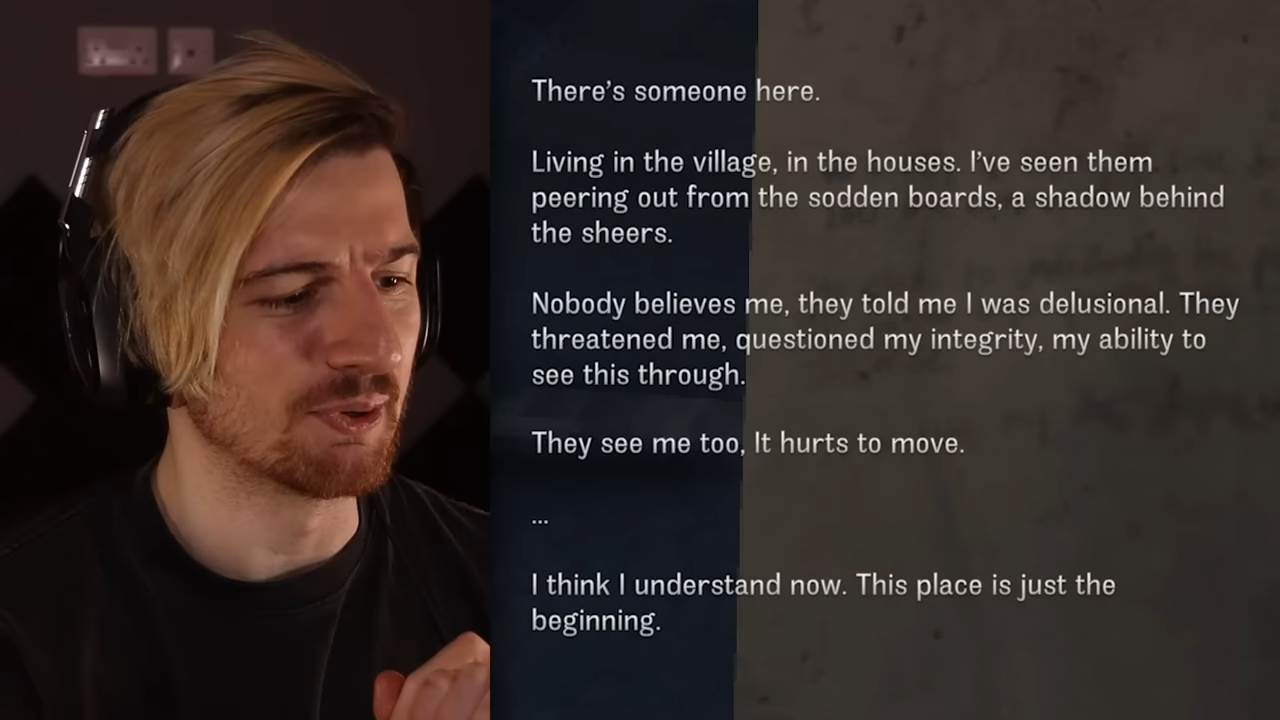 There's someone here.
Living in the village, in the houses. I've seen them
peering out from the sodden boards, a shadow behind
the sheers.
Nobody believes me, they told me I was delusional. They
threatened me, questioned my integrity, my ability to
see this through.
They see me too, It hurts to move.
...
I think I understand now. This place is just the
beginning.